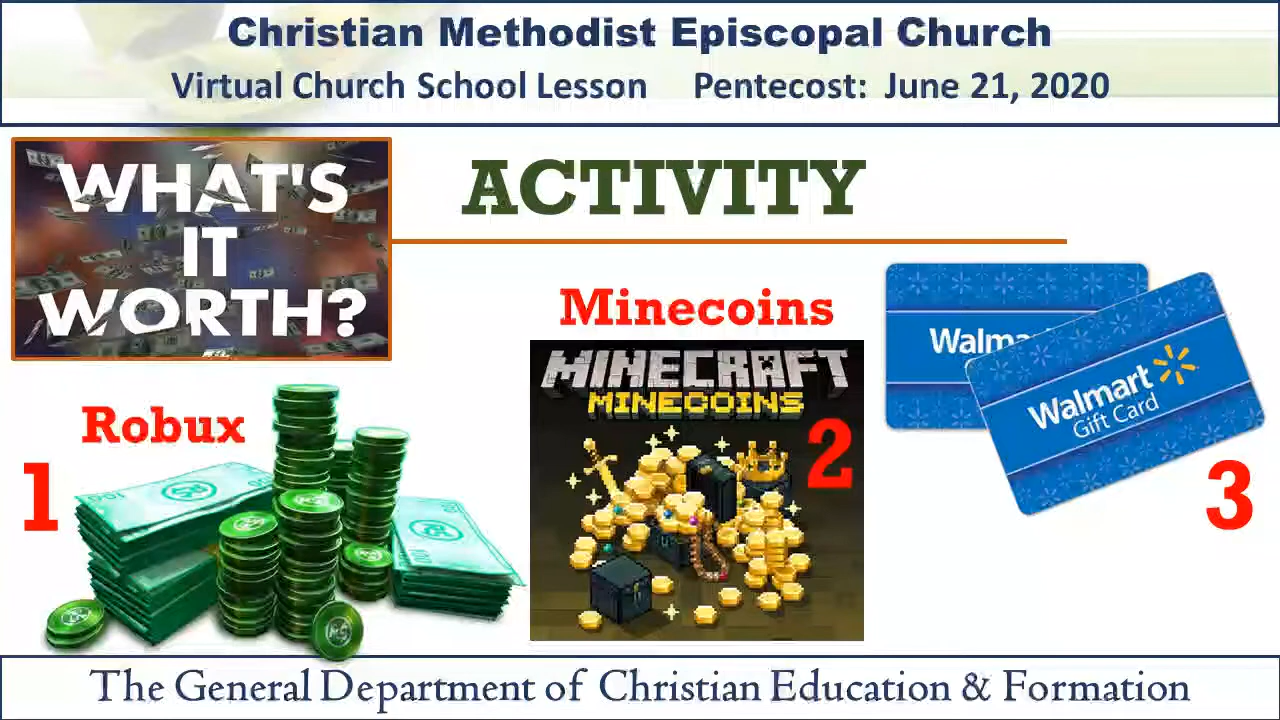 Christian Methodist Episcopal Church
Virtual Church School Lesson Pentecost: June 21, 2020
WHAT'S
IT
WORTH?
ACTIVITY
Robux
1
Minecoins
MINECRAFT
MINECOINS
2
Walma
Walmart
Gift Card
3
The General Department of Christian Education & Formation